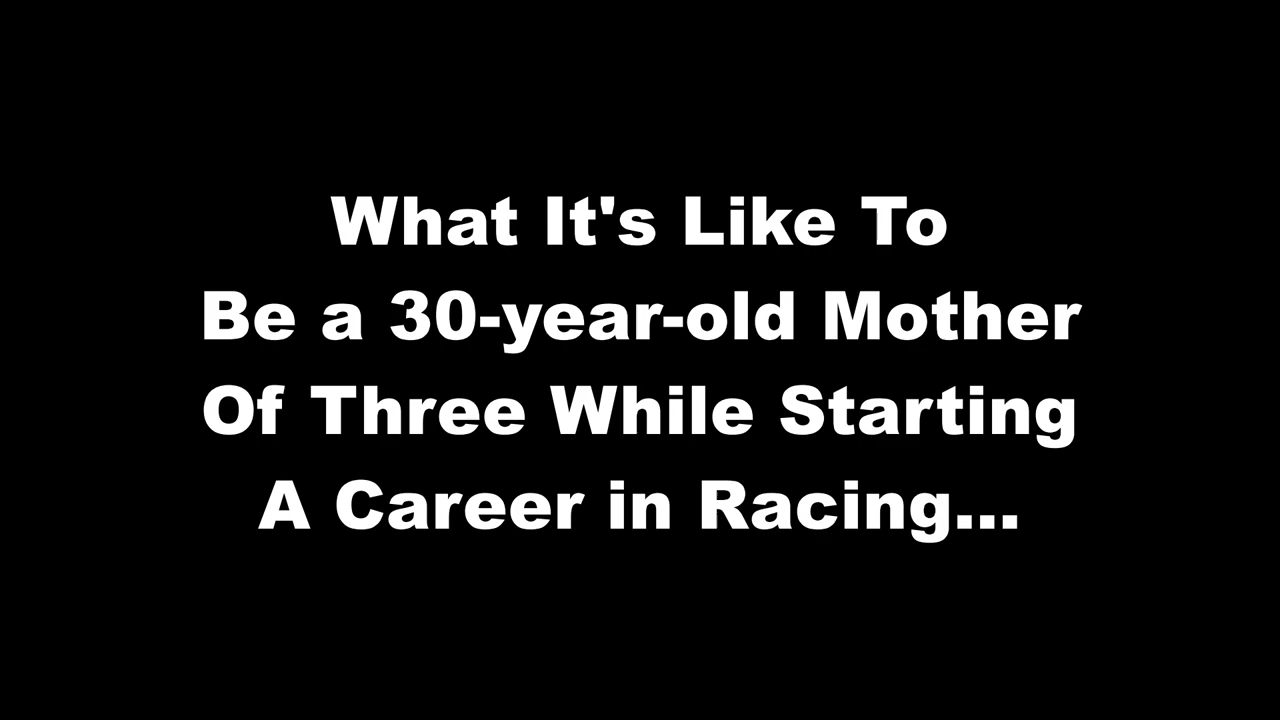 What It's Like To
Be a 30-year-old Mother
Of Three While Starting
A Career in Racing...